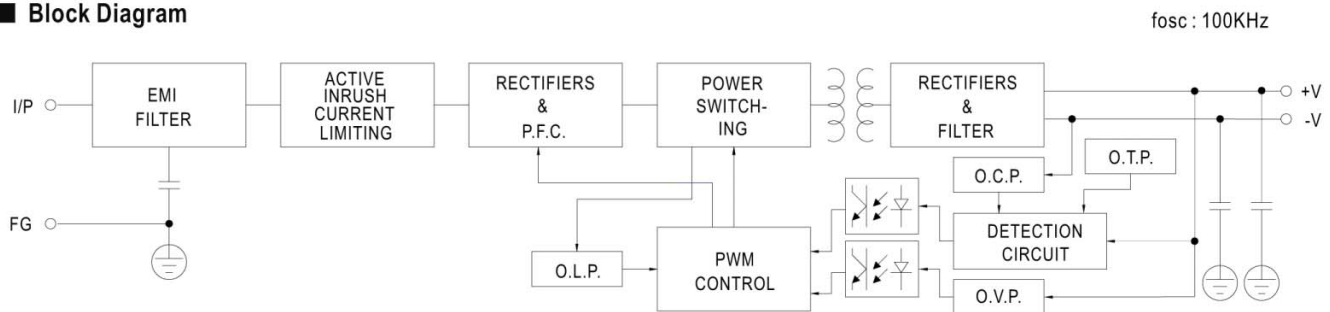 ■ Block Diagram
fosc : 100KHz
I/P
EMI
FILTER
ACTIVE
INRUSH
CURRENT
LIMITING
RECTIFIERS
&
P.F.C.
POWER
SWITCH-
ING
RECTIFIERS
&
FILTER
+V
-V
O.C.P.
O.T.P.
FG
O.L.P.
PWM
CONTROL
DETECTION
CIRCUIT
O.V.P.